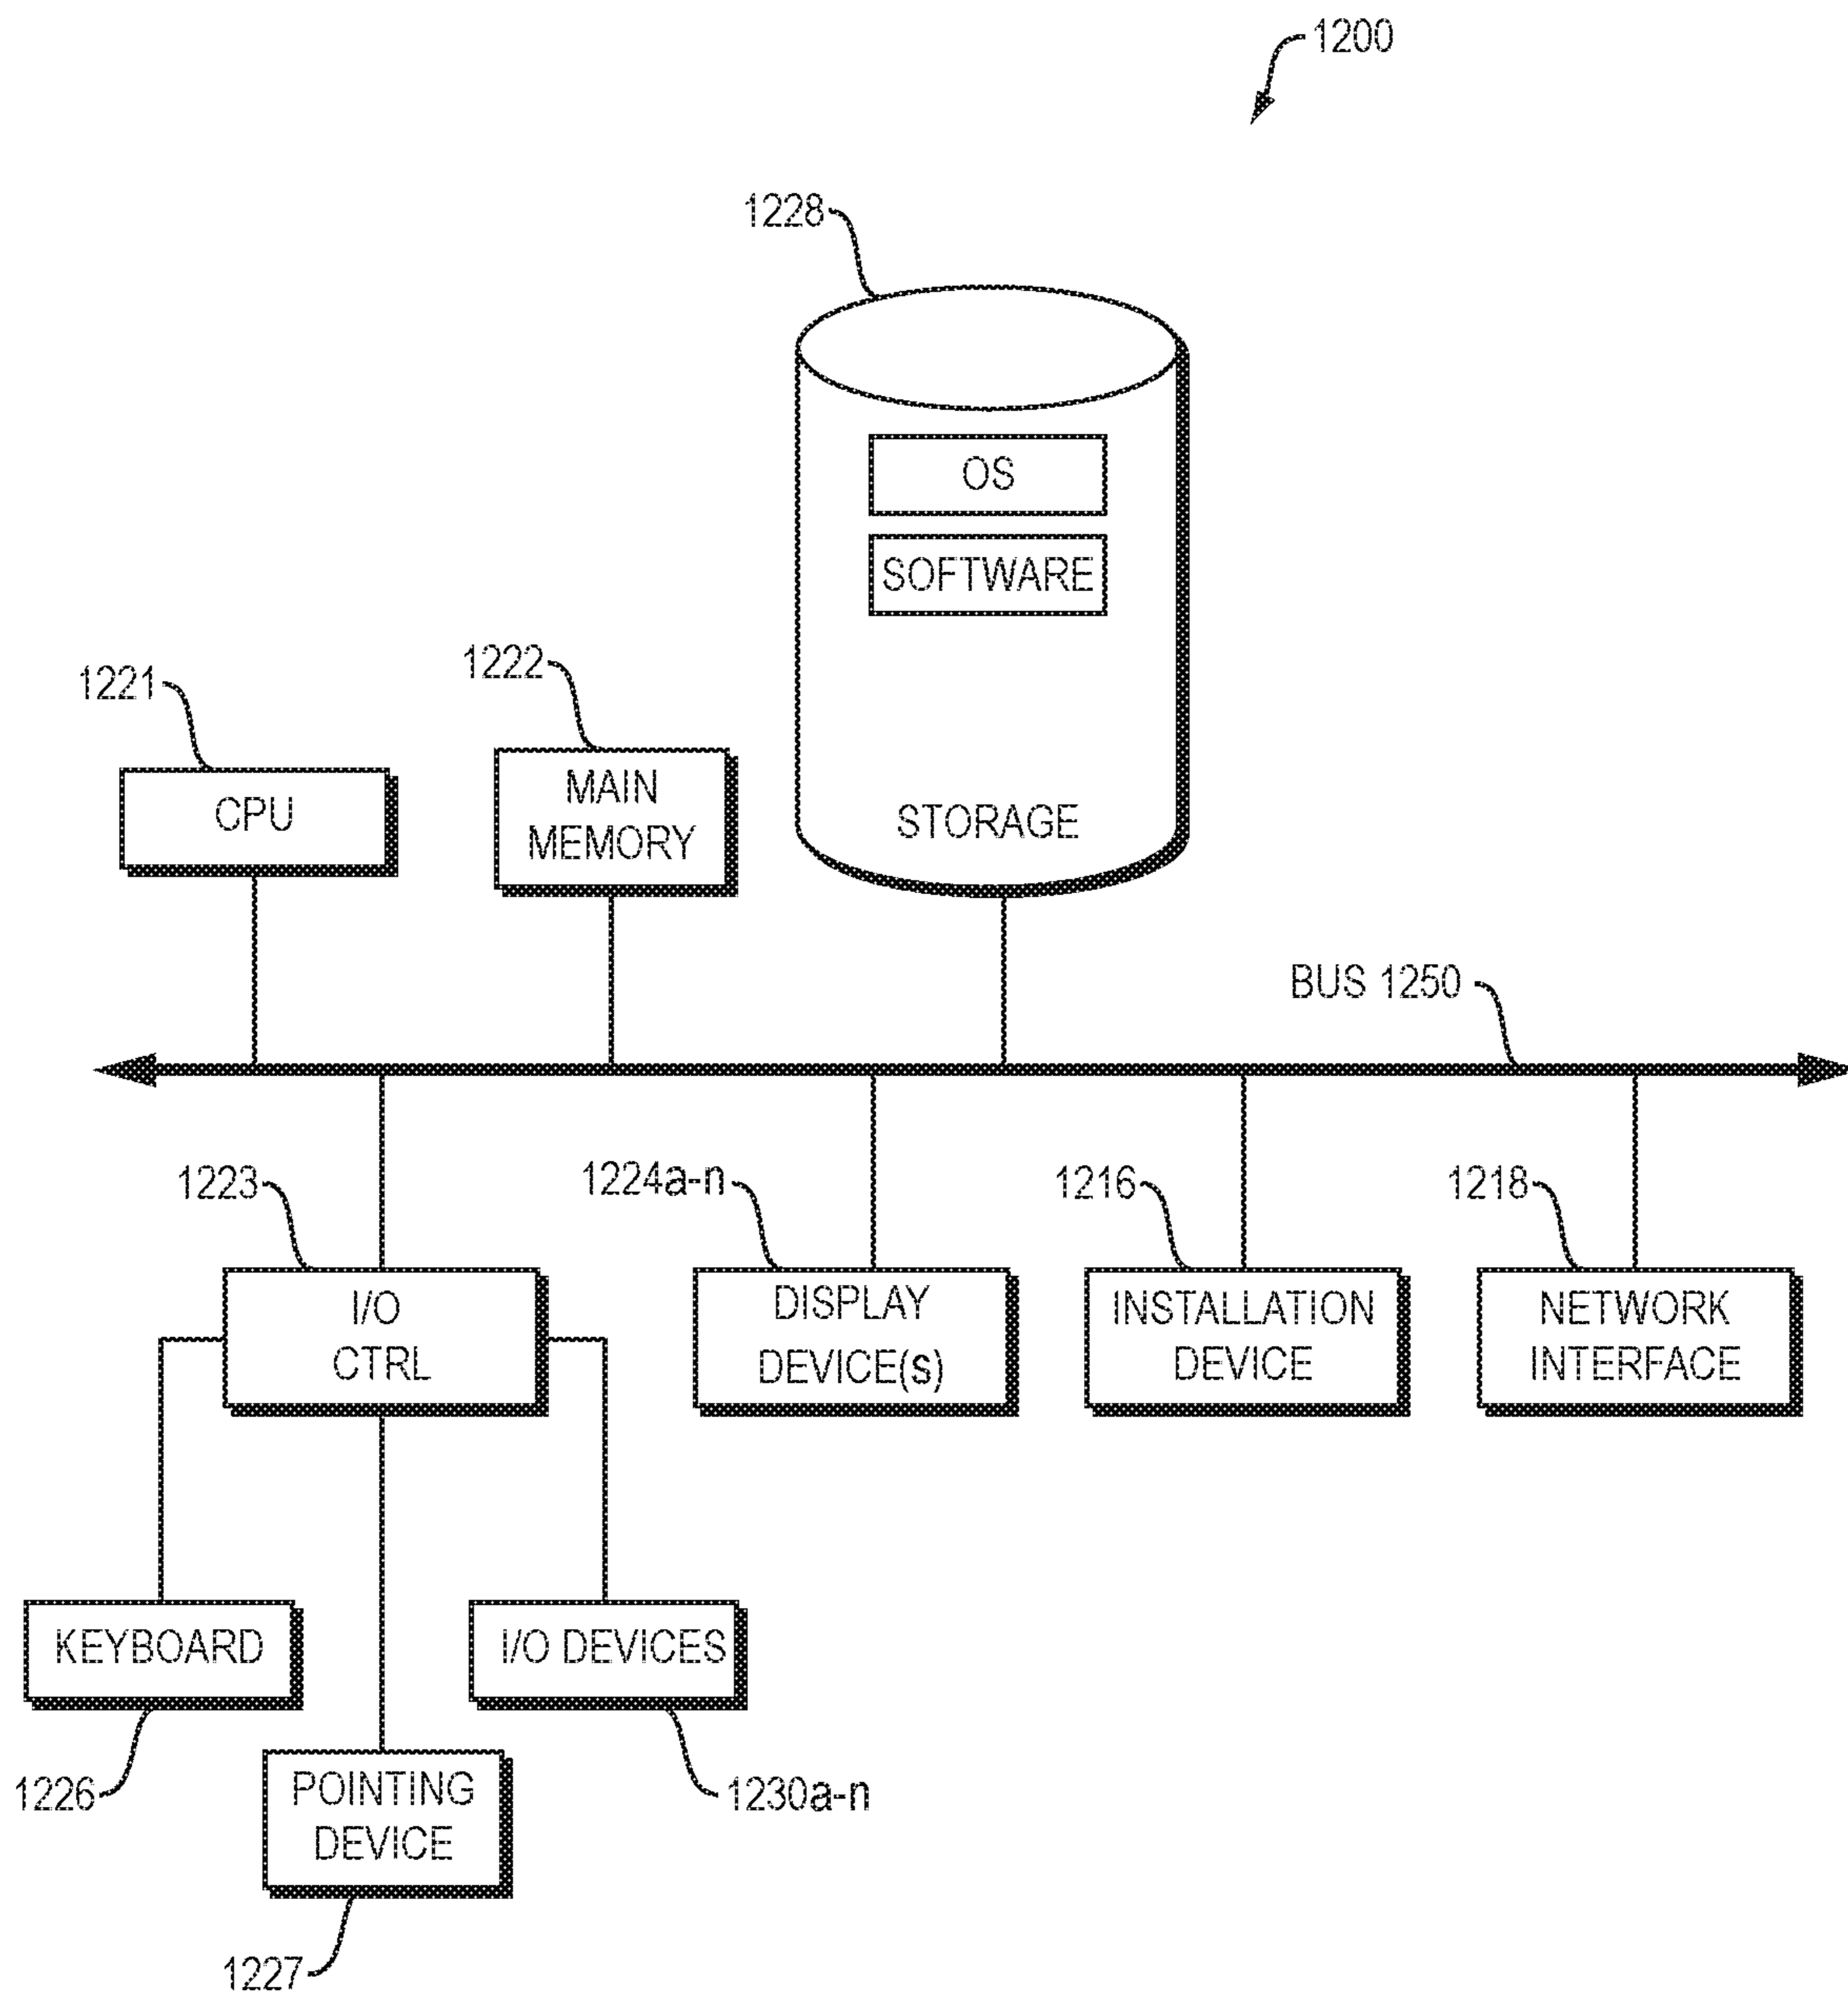 1200
1228
OS
SOFTWARE
STORAGE
1221
CPU
1222
MAIN
MEMORY
BUS 1250
1223
I/O
CTRL
1224a-n
DISPLAY
DEVICE(s)
1216
INSTALLATION
DEVICE
1218
NETWORK
INTERFACE
KEYBOARD
1226
I/O DEVICES
1230a-n
POINTING
DEVICE
1227